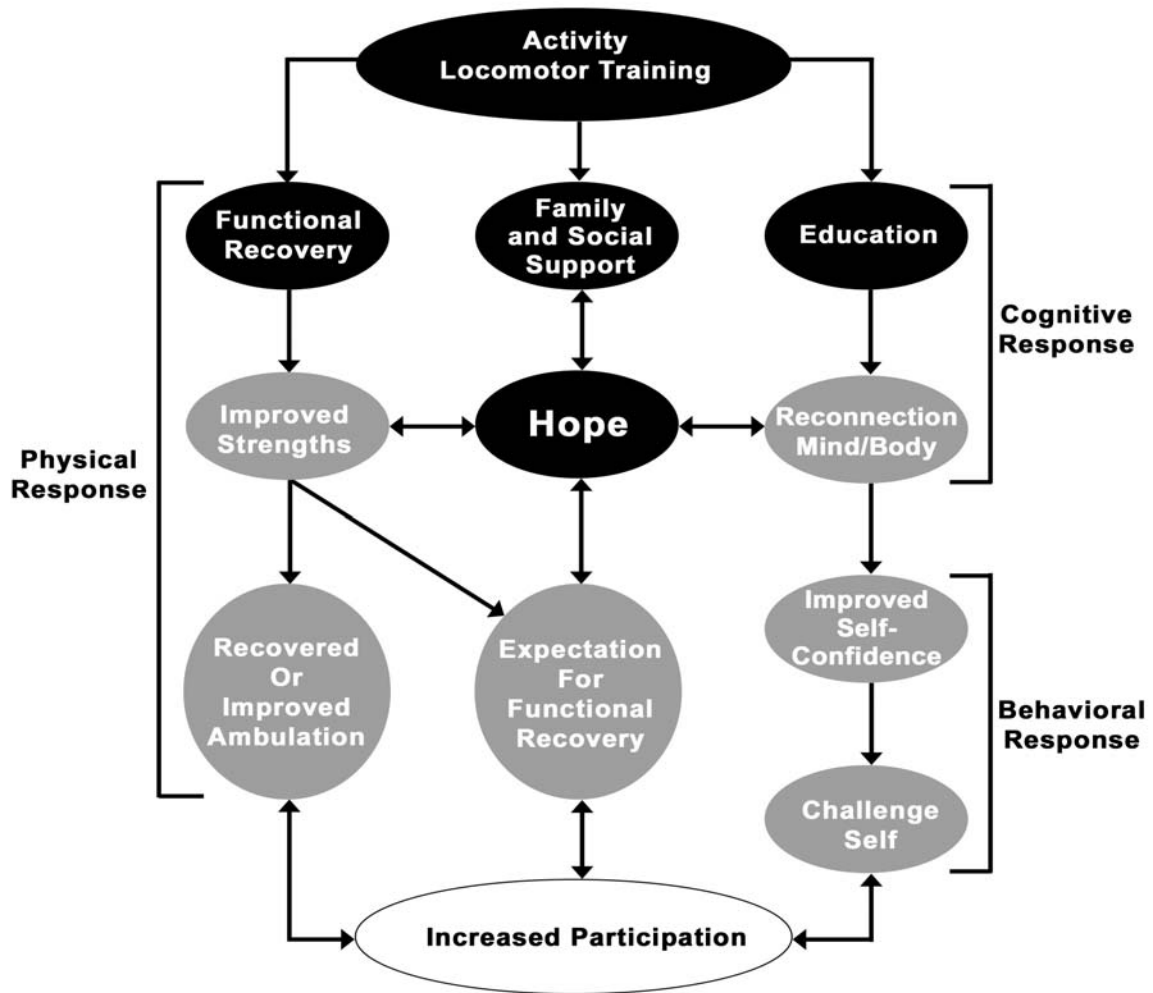 Activity
Locomotor Training
Functional
Recovery
Family
and Social
Support
Education
Cognitive
Response
Improved
Strengths
Hope
Reconnection
Mind/Body
Physical
Response
Recovered
Or
Improved
Ambulation
Expectation
For
Functional
Recovery
Improved
Self-
Confidence
Behavioral
Response
Challenge
Self
Increased Participation